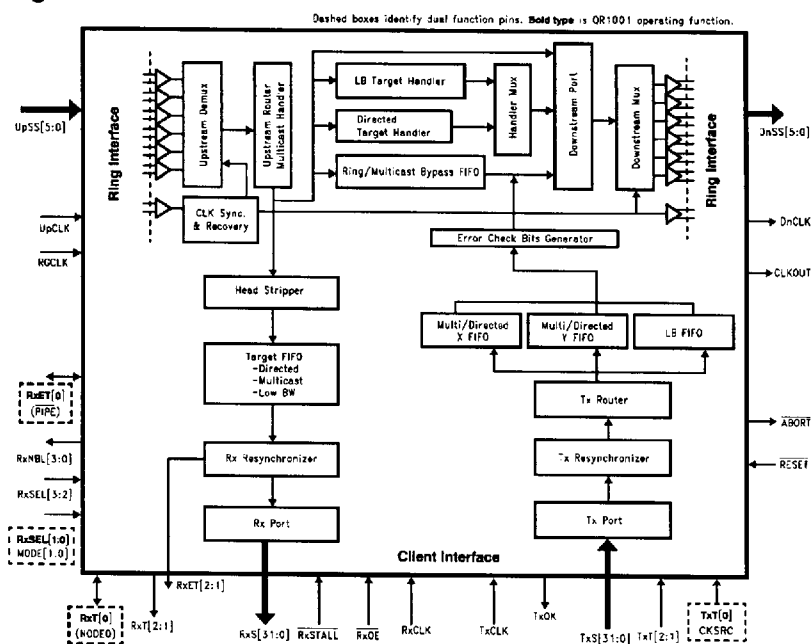 Dashed boxes identify dual function pins. Bold type is QR1001 operating function.
Ring Interface
Upstream Demux
Upstream Router
Multicast Handler
LB Target Handler
Directed
Target Handler
Ring/Multicast Bypass FIFO
Handler Mux
Downstream Port
Downstream Mux
Ring Interface
UpSS[5:0]
DnSS[5:0]
CLK Sync.
& Recovery
UpCLK
RGCLK
DnCLK
CLKOUT
Error Check Bits Generator
Head Stripper
Multi/Directed
X FIFO
Multi/Directed
Y FIFO
LB FIFO
Target FIFO
-Directed
-Multicast
-Low BW
Tx Router
RxET[0]
(PIPE)
ABORT
RxNBL[3:0]
Rx Resynchronizer
Tx Resynchronizer
RESET
RxSEL[3:2]
Rx Port
Tx Port
RxSEL[1:0]
MODE[1:0]
Client Interface
RxT[0]
(NODE0)
RxT[2:1]
RxET[2:1]
RxS[31:0]
RxSTALL
RxOE
RxCLK
TxCLK
TxOK
TxS[31:0]
TxT[2:1]
TxT[0]
CKSRC